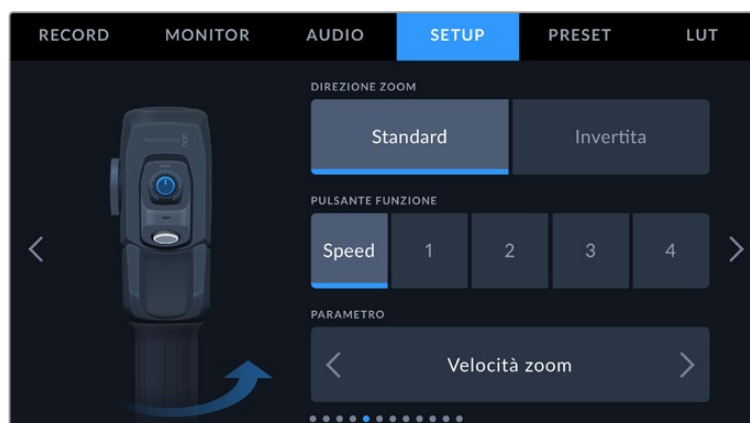 RECORD MONITOR AUDIO SETUP PRESET LUT
DIREZIONE ZOOM
Standard Invertita
PULSANTE FUNZIONE
Speed 1 2 3 4
PARAMETRO
Velocità zoom